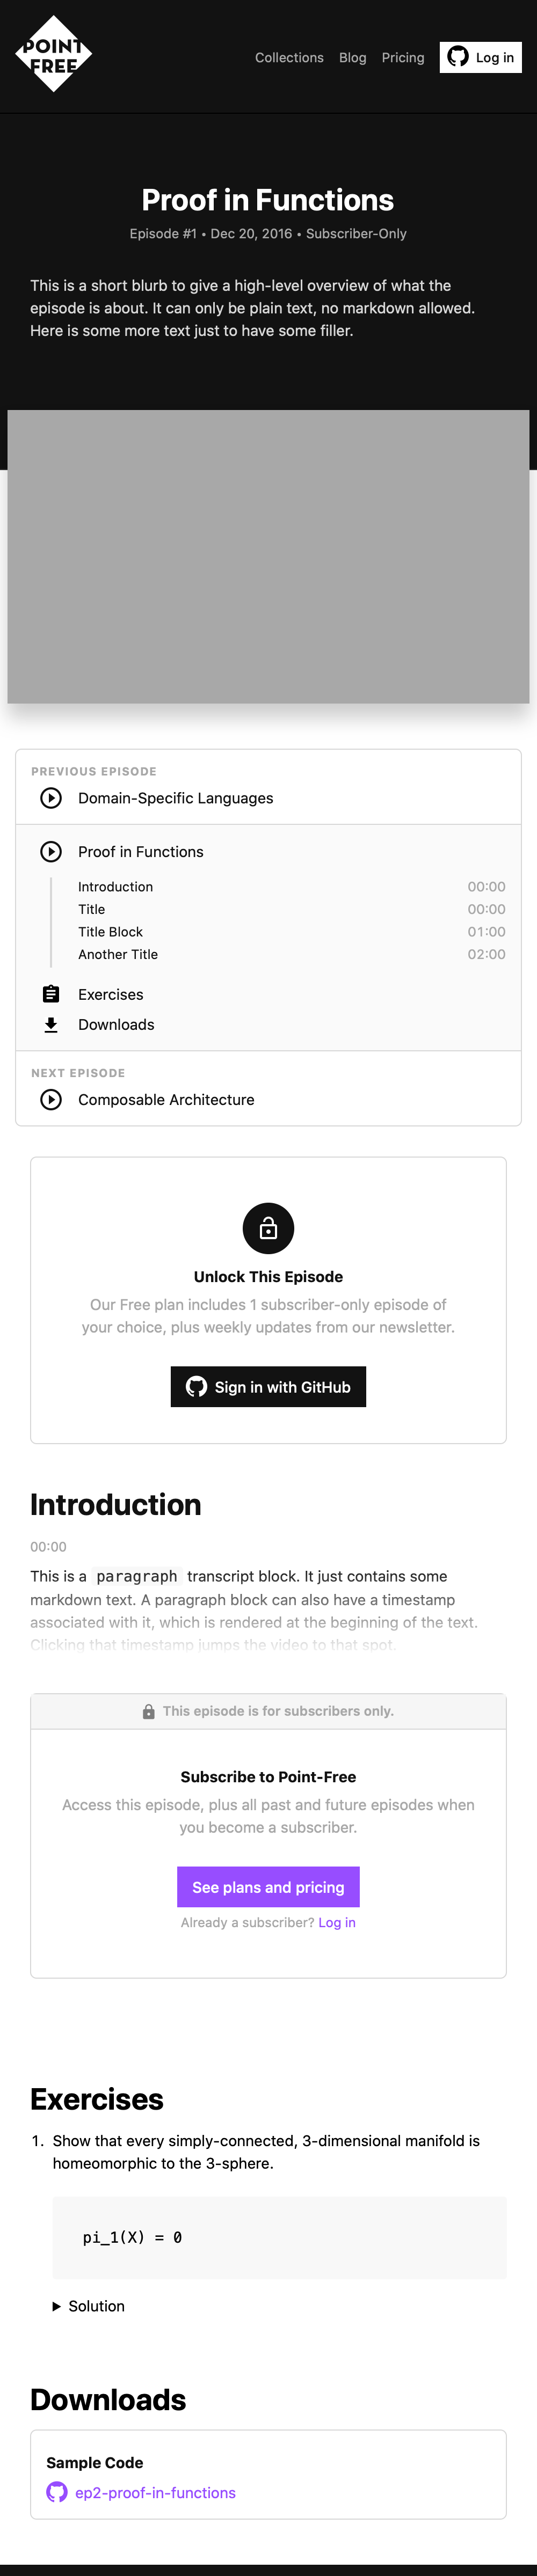 POINT
FREE
Collections Blog Pricing Log in
Proof in Functions
Episode #1 • Dec 20, 2016 • Subscriber-Only
This is a short blurb to give a high-level overview of what the
episode is about. It can only be plain text, no markdown allowed.
Here is some more text just to have some filler.
PREVIOUS EPISODE
Domain-Specific Languages
Proof in Functions
Introduction 00:00
Title 00:00
Title Block 01:00
Another Title 02:00
Exercises
Downloads
NEXT EPISODE
Composable Architecture
Unlock This Episode
Our Free plan includes 1 subscriber-only episode of
your choice, plus weekly updates from our newsletter.
Sign in with GitHub
Introduction
00:00
This is a paragraph transcript block. It just contains some
markdown text. A paragraph block can also have a timestamp
associated with it, which is rendered at the beginning of the text.
Clicking that timestamp jumps the video to that spot.
This episode is for subscribers only.
Subscribe to Point-Free
Access this episode, plus all past and future episodes when
you become a subscriber.
See plans and pricing
Already a subscriber? Log in
Exercises
1. Show that every simply-connected, 3-dimensional manifold is
homeomorphic to the 3-sphere.
pi_1(X) = 0
Solution
Downloads
Sample Code
ep2-proof-in-functions